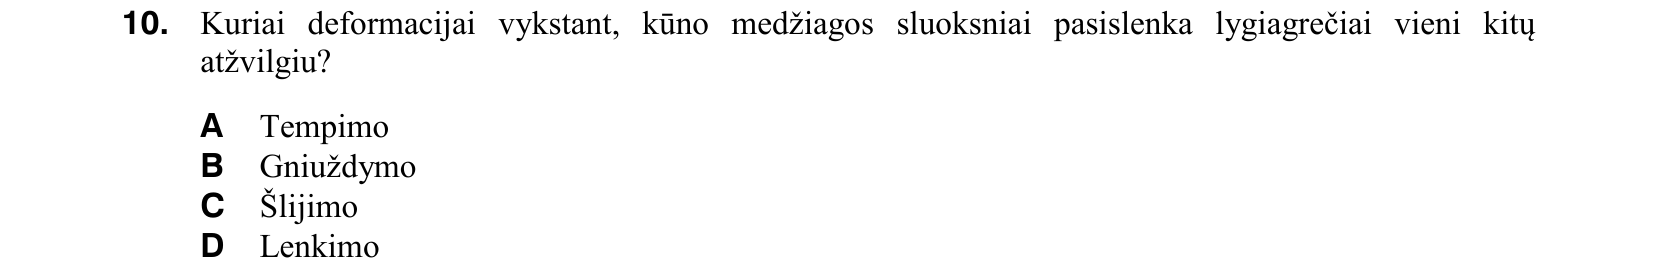 10. Kuriai deformacijai vykstant, kūno medžiagos sluoksniai pasislenka lygiagrečiai vieni kitų
atžvilgiu?
A Tempimo
B Gniuždymo
C Šlijimo
D Lenkimo